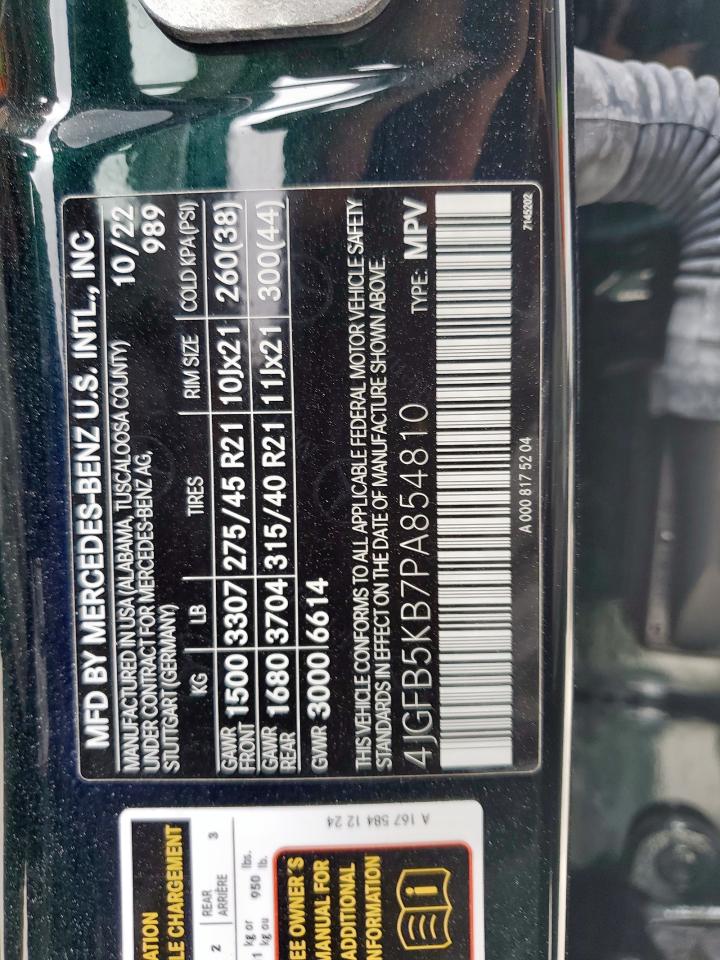 MFD BY MERCEDES-BENZ U.S. INTL., INC
MANUFACTURED IN USA (ALABAMA, TUSCALOOSA COUNTY) 10/22
UNDER CONTRACT FOR MERCEDES-BENZ AG, 989
STUTTGART (GERMANY)
KG LB TIRES RIM SIZE COLD KPA(PSI)
GAWR FRONT 1500 3307 275/45 R21 10Jx21 260(38)
GAWR REAR 1680 3704 315/40 R21 11Jx21 300(44)
GVWR 3000 6614
THIS VEHICLE CONFORMS TO ALL APPLICABLE FEDERAL MOTOR VEHICLE SAFETY
STANDARDS IN EFFECT ON THE DATE OF MANUFACTURE SHOWN ABOVE.
4JGFB5KB7PA854810 TYPE: MPV
A 000 817 52 04 7145202
ATION
LE CHARGEMENT
2 REAR ARRIÈRE 3
1 kg or lbs.
kg ou 950 lb.
EE OWNER'S
MANUAL FOR
ADDITIONAL
NFORMATION
A 167 584 12 24